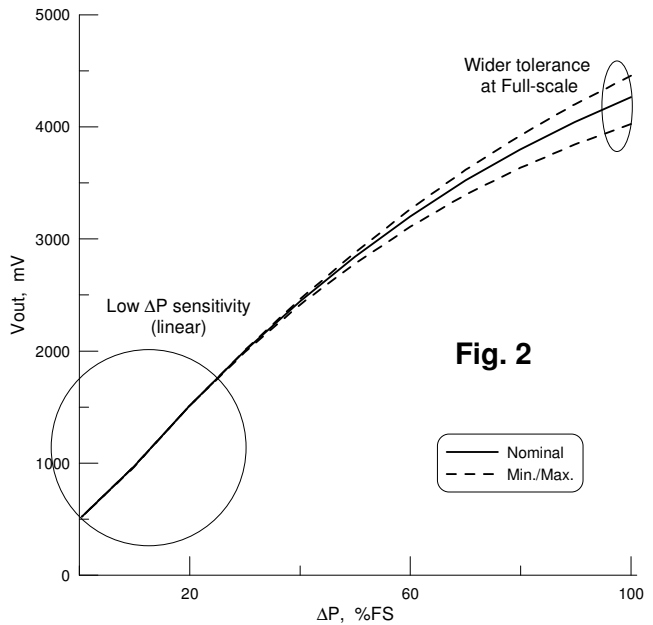 5000
Wider tolerance
at Full-scale
4000
3000
Vout, mV
Low ΔP sensitivity
(linear)
2000
Fig. 2
1000
Nominal
Min./Max.
0
20
60
100
ΔP, %FS